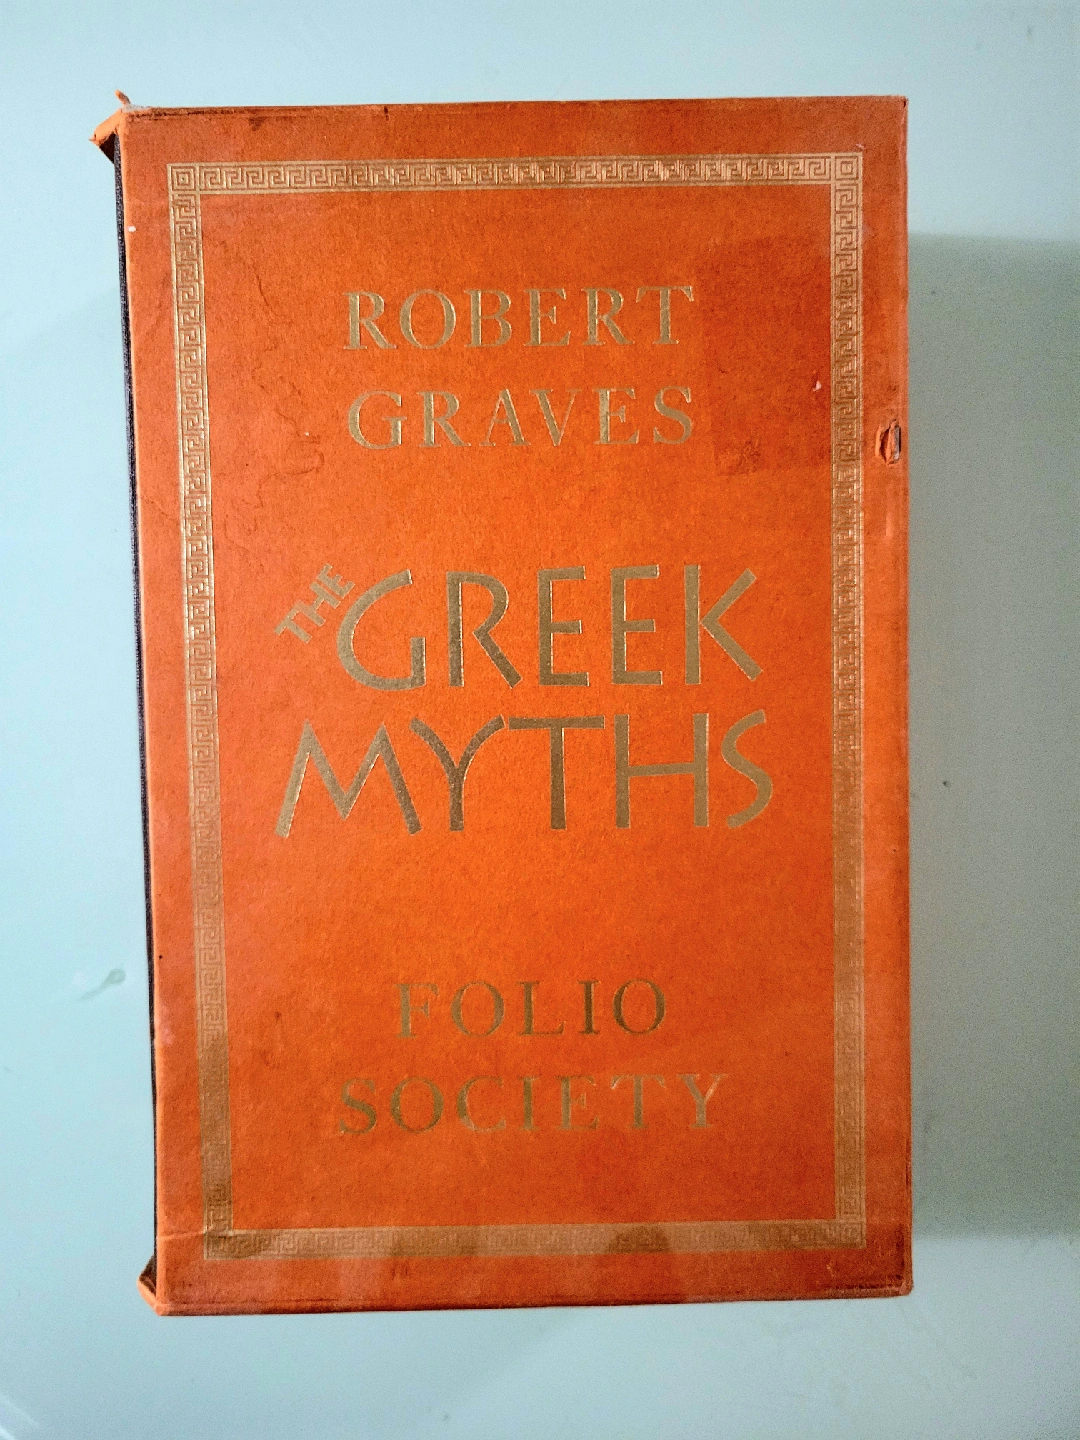 ROBERT
GRAVES
THE GREEK
MYTHS
FOLIO
SOCIETY